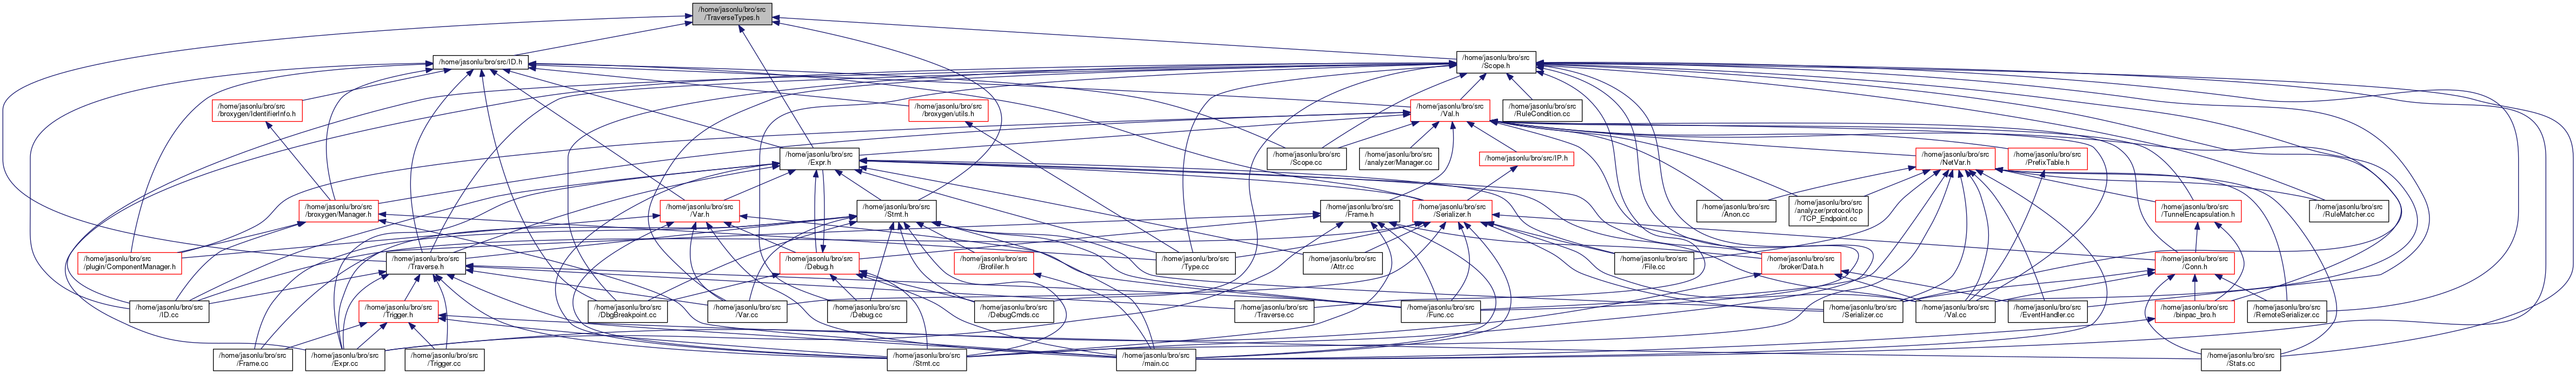 /home/jasonlu/bro/src
/TraverseTypes.h
/home/jasonlu/bro/src/ID.h
/home/jasonlu/bro/src
/Scope.h
/home/jasonlu/bro/src
/broxygen/IdentifierInfo.h
/home/jasonlu/bro/src
/broxygen/utils.h
/home/jasonlu/bro/src
/Val.h
/home/jasonlu/bro/src
/RuleCondition.cc
/home/jasonlu/bro/src
/Expr.h
/home/jasonlu/bro/src
/Scope.cc
/home/jasonlu/bro/src
/analyzer/Manager.cc
/home/jasonlu/bro/src/IP.h
/home/jasonlu/bro/src
/NetVar.h
/home/jasonlu/bro/src
/PrefixTable.h
/home/jasonlu/bro/src
/broxygen/Manager.h
/home/jasonlu/bro/src
/Var.h
/home/jasonlu/bro/src
/Stmt.h
/home/jasonlu/bro/src
/Frame.h
/home/jasonlu/bro/src
/Serializer.h
/home/jasonlu/bro/src
/Anon.cc
/home/jasonlu/bro/src
/analyzer/protocol/tcp
/TCP_Endpoint.cc
/home/jasonlu/bro/src
/TunnelEncapsulation.h
/home/jasonlu/bro/src
/RuleMatcher.cc
/home/jasonlu/bro/src
/plugin/ComponentManager.h
/home/jasonlu/bro/src
/Traverse.h
/home/jasonlu/bro/src
/Debug.h
/home/jasonlu/bro/src
/Brofiler.h
/home/jasonlu/bro/src
/Type.cc
/home/jasonlu/bro/src
/Attr.cc
/home/jasonlu/bro/src
/File.cc
/home/jasonlu/bro/src
/broker/Data.h
/home/jasonlu/bro/src
/Conn.h
/home/jasonlu/bro/src
/ID.cc
/home/jasonlu/bro/src
/Trigger.h
/home/jasonlu/bro/src
/DbgBreakpoint.cc
/home/jasonlu/bro/src
/Var.cc
/home/jasonlu/bro/src
/Debug.cc
/home/jasonlu/bro/src
/DebugCmds.cc
/home/jasonlu/bro/src
/Traverse.cc
/home/jasonlu/bro/src
/Func.cc
/home/jasonlu/bro/src
/Serializer.cc
/home/jasonlu/bro/src
/Val.cc
/home/jasonlu/bro/src
/EventHandler.cc
/home/jasonlu/bro/src
/binpac_bro.h
/home/jasonlu/bro/src
/RemoteSerializer.cc
/home/jasonlu/bro/src
/Frame.cc
/home/jasonlu/bro/src
/Expr.cc
/home/jasonlu/bro/src
/Trigger.cc
/home/jasonlu/bro/src
/Stmt.cc
/home/jasonlu/bro/src
/main.cc
/home/jasonlu/bro/src
/Stats.cc